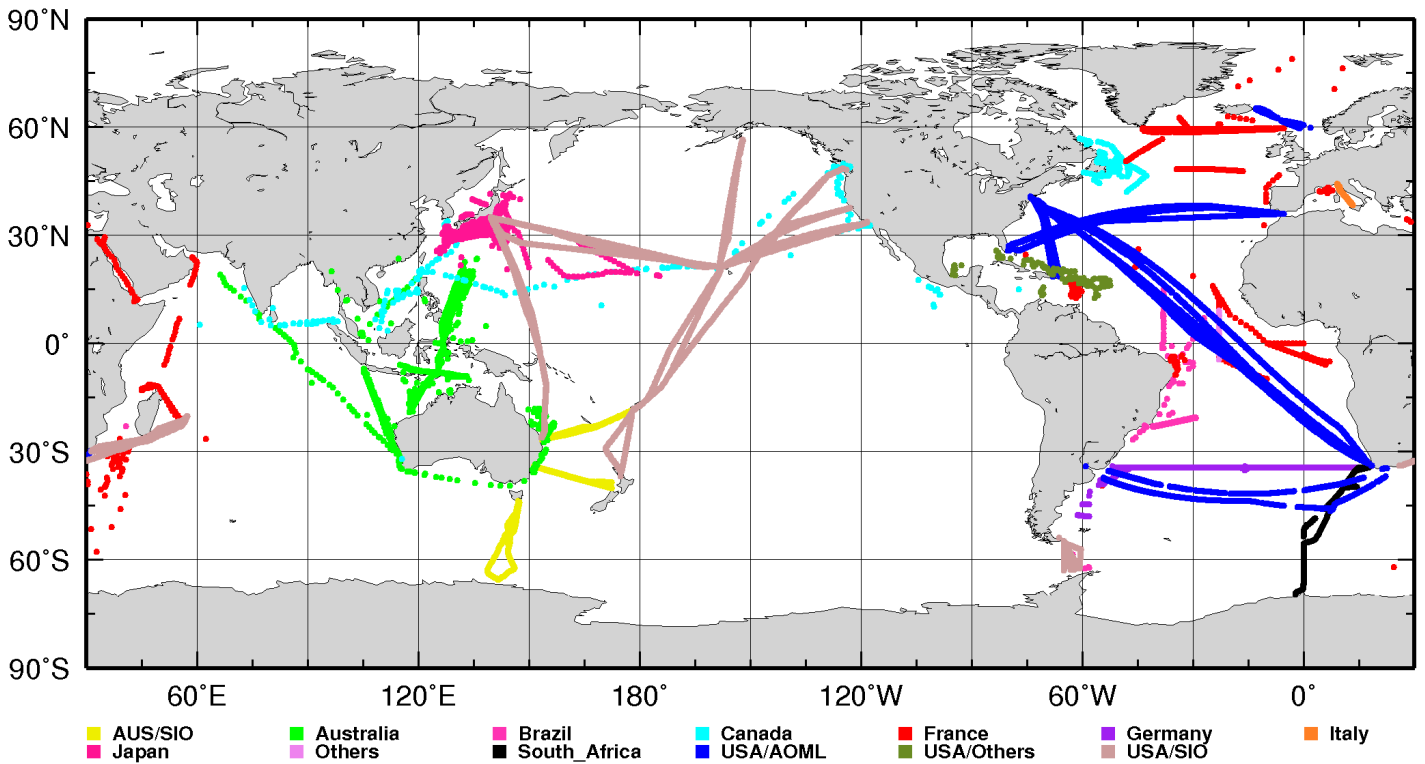 90˚N
60˚N
30˚N
0˚
30˚S
60˚S
90˚S
60˚E 120˚E 180˚ 120˚W 60˚W 0˚
AUS/SIO Australia Brazil Canada France Germany Italy
Japan Others South_Africa USA/AOML USA/Others USA/SIO